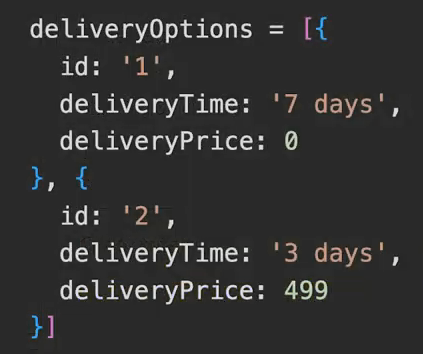 deliveryOptions = [{
  id: '1',
  deliveryTime: '7 days',
  deliveryPrice: 0
}, {
  id: '2',
  deliveryTime: '3 days',
  deliveryPrice: 499
}]